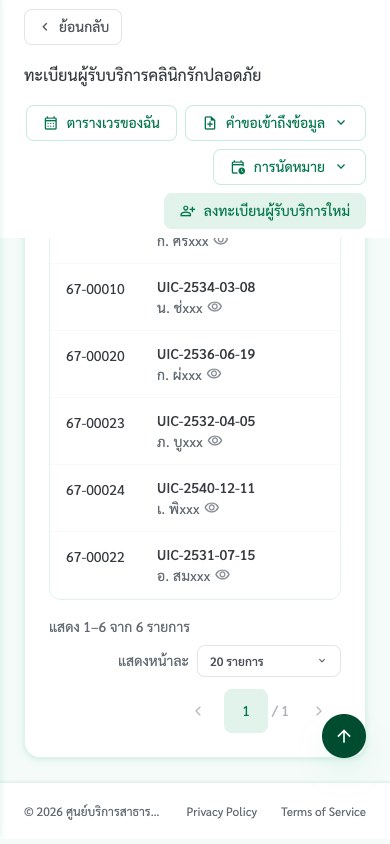 ย้อนกลับ
ทะเบียนผู้รับบริการคลินิกรักปลอดภัย
ตารางเวรของฉัน
คำขอเข้าถึงข้อมูล
การนัดหมาย
ลงทะเบียนผู้รับบริการใหม่
ก. ศรxxx
67-00010 UIC-2534-03-08
น. ช่xxx
67-00020 UIC-2536-06-19
ก. ผ่xxx
67-00023 UIC-2532-04-05
ภ. บูxxx
67-00024 UIC-2540-12-11
เ. พิxxx
67-00022 UIC-2531-07-15
อ. สมxxx
แสดง 1–6 จาก 6 รายการ
แสดงหน้าละ 20 รายการ
1 / 1
© 2026 ศูนย์บริการสาธาร... Privacy Policy Terms of Service